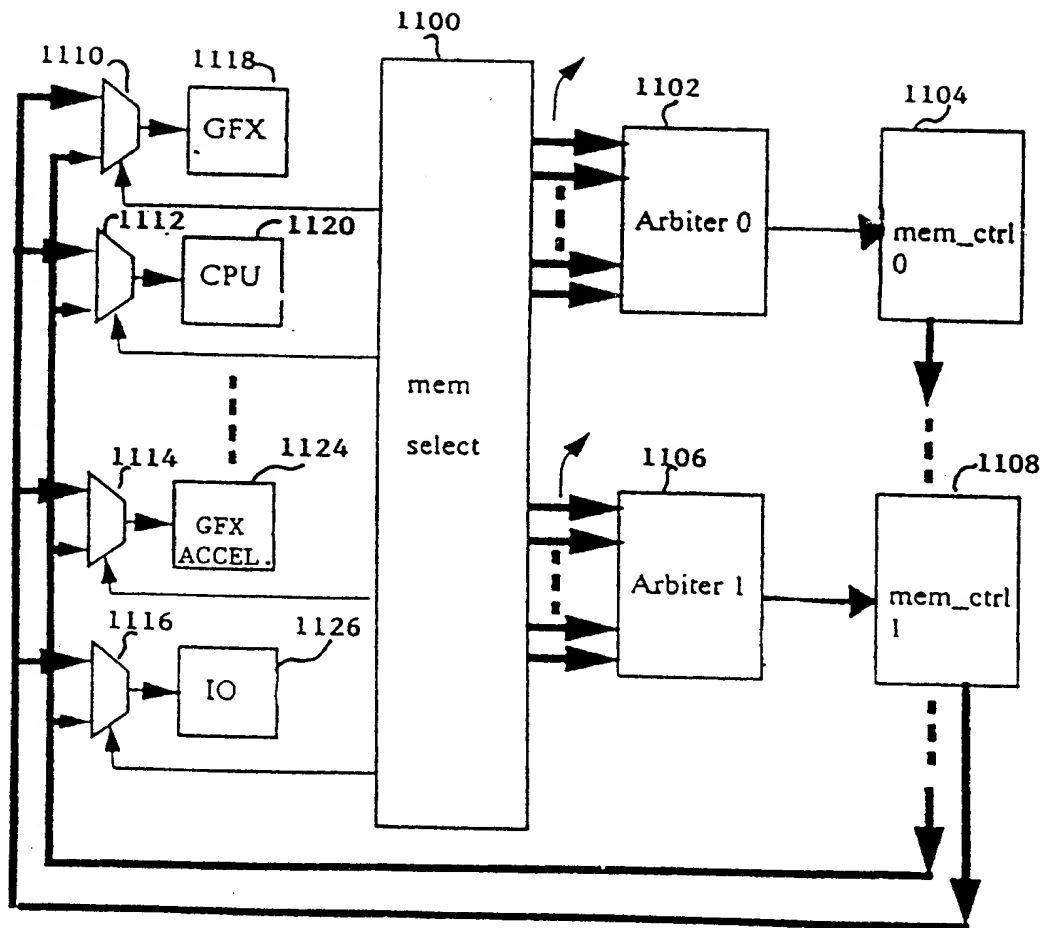 1100
1110
1118
1102
1104
GFX
Arbiter 0
mem_ctrl
0
1112
1120
CPU
mem
select
1114
1124
1106
1108
GFX
ACCEL.
Arbiter 1
mem_ctrl
1
1116
1126
IO